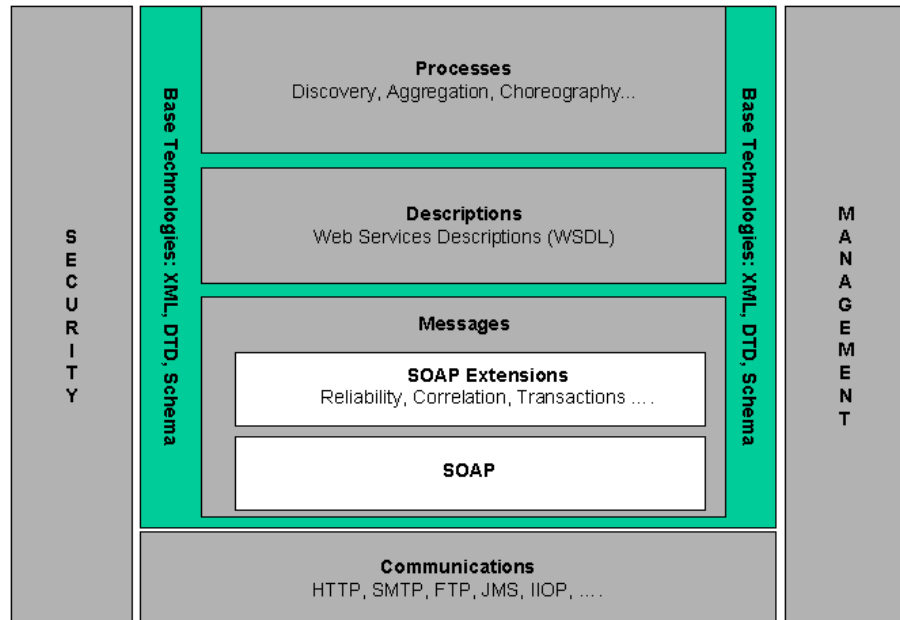 SECURITY
Base Technologies: XML, DTD, Schema
Processes
Discovery, Aggregation, Choreography...
Descriptions
Web Services Descriptions (WSDL)
Messages
SOAP Extensions
Reliability, Correlation, Transactions ....
SOAP
Base Technologies: XML, DTD, Schema
MANAGEMENT
Communications
HTTP, SMTP, FTP, JMS, IIOP, ....